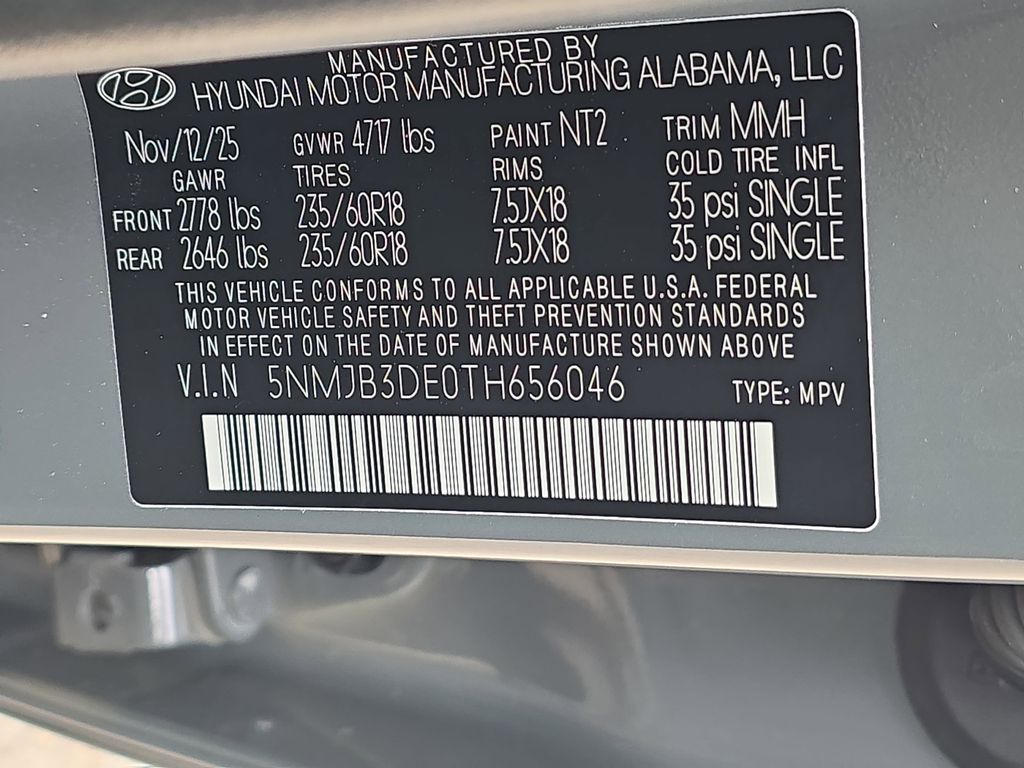 MANUFACTURED BY
HYUNDAI MOTOR MANUFACTURING ALABAMA, LLC
Nov/12/25 GVWR 4717 lbs PAINT NT2 TRIM MMH
GAWR TIRES RIMS COLD TIRE INFL
FRONT 2778 lbs 235/60R18 7.5JX18 35 psi SINGLE
REAR 2646 lbs 235/60R18 7.5JX18 35 psi SINGLE
THIS VEHICLE CONFORMS TO ALL APPLICABLE U.S.A. FEDERAL
MOTOR VEHICLE SAFETY AND THEFT PREVENTION STANDARDS
IN EFFECT ON THE DATE OF MANUFACTURE SHOWN ABOVE
V.I.N 5NMJB3DE0TH656046 TYPE: MPV